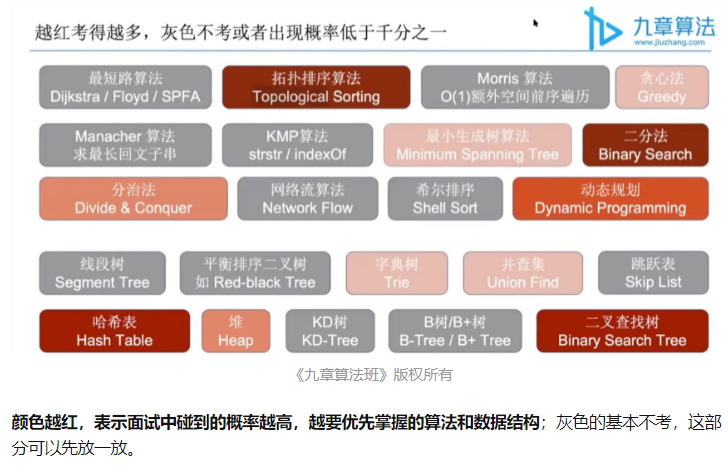 越红考得越多，灰色不考或者出现概率低于千分之一
九章算法
www.jiuzhang.com
最短路算法
Dijkstra / Floyd / SPFA
拓扑排序算法
Topological Sorting
Morris 算法
O(1)额外空间前序遍历
贪心法
Greedy
Manacher 算法
求最长回文子串
KMP算法
strstr / indexOf
最小生成树算法
Minimum Spanning Tree
二分法
Binary Search
分治法
Divide & Conquer
网络流算法
Network Flow
希尔排序
Shell Sort
动态规划
Dynamic Programming
线段树
Segment Tree
平衡排序二叉树
如 Red-black Tree
字典树
Trie
并查集
Union Find
跳跃表
Skip List
哈希表
Hash Table
堆
Heap
KD树
KD-Tree
B树/B+树
B-Tree / B+ Tree
二叉查找树
Binary Search Tree
《九章算法班》版权所有
颜色越红，表示面试中碰到的概率越高，越要优先掌握的算法和数据结构；灰色的基本不考，这部
分可以先放一放。